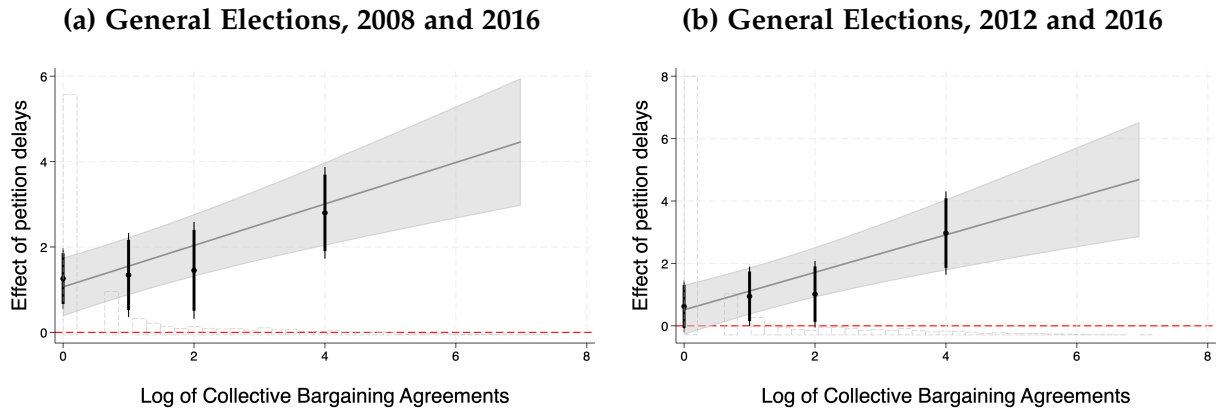 (a) General Elections, 2008 and 2016
Effect of petition delays
6
4
2
0
0 2 4 6 8
Log of Collective Bargaining Agreements
(b) General Elections, 2012 and 2016
Effect of petition delays
8
6
4
2
0
0 2 4 6 8
Log of Collective Bargaining Agreements